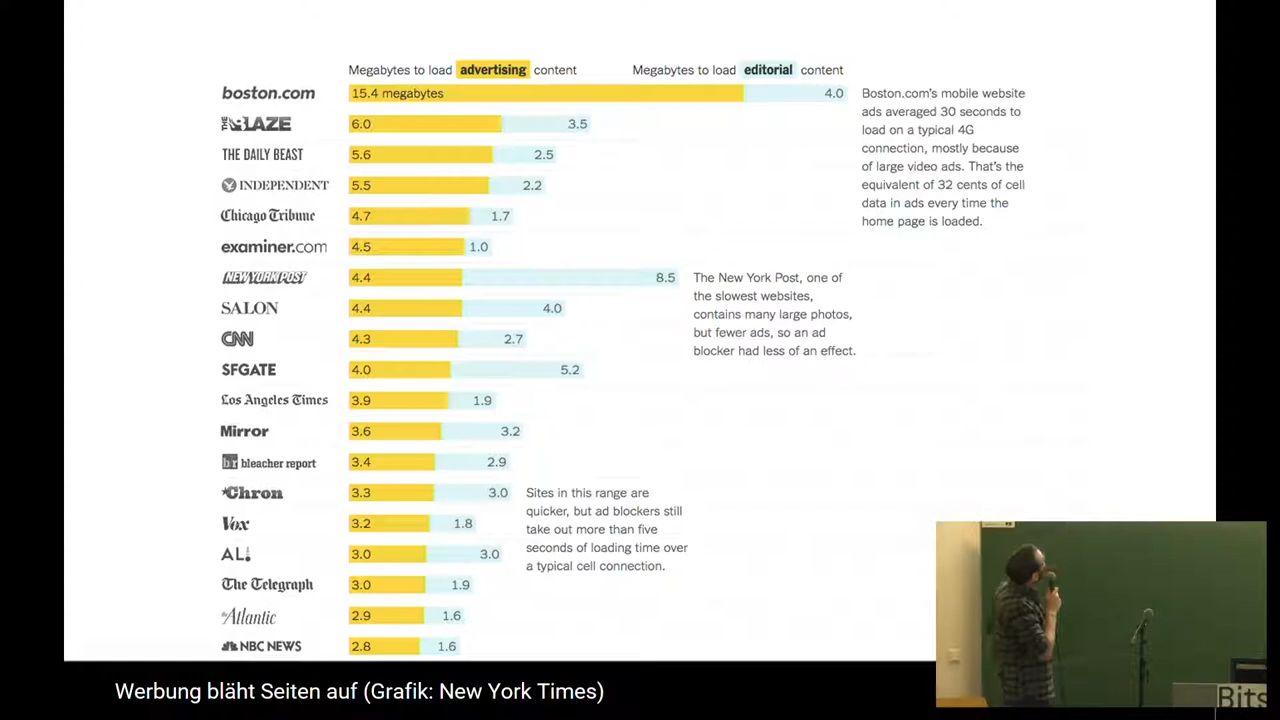 Megabytes to load advertising content
Megabytes to load editorial content
boston.com 15.4 megabytes 4.0
THE BLAZE 6.0 3.5
THE DAILY BEAST 5.6 2.5
INDEPENDENT 5.5 2.2
Chicago Tribune 4.7 1.7
examiner.com 4.5 1.0
NEW YORK POST 4.4 8.5
SALON 4.4 4.0
CNN 4.3 2.7
SFGATE 4.0 5.2
Los Angeles Times 3.9 1.9
Mirror 3.6 3.2
br bleacher report 3.4 2.9
Chron 3.3 3.0
Vox 3.2 1.8
AL 3.0 3.0
The Telegraph 3.0 1.9
the Atlantic 2.9 1.6
NBC NEWS 2.8 1.6
Boston.com's mobile website
ads averaged 30 seconds to
load on a typical 4G
connection, mostly because
of large video ads. That's the
equivalent of 32 cents of cell
data in ads every time the
home page is loaded.
The New York Post, one of
the slowest websites,
contains many large photos,
but fewer ads, so an ad
blocker had less of an effect.
Sites in this range are
quicker, but ad blockers still
take out more than five
seconds of loading time over
a typical cell connection.
Werbung bläht Seiten auf (Grafik: New York Times)
Bits